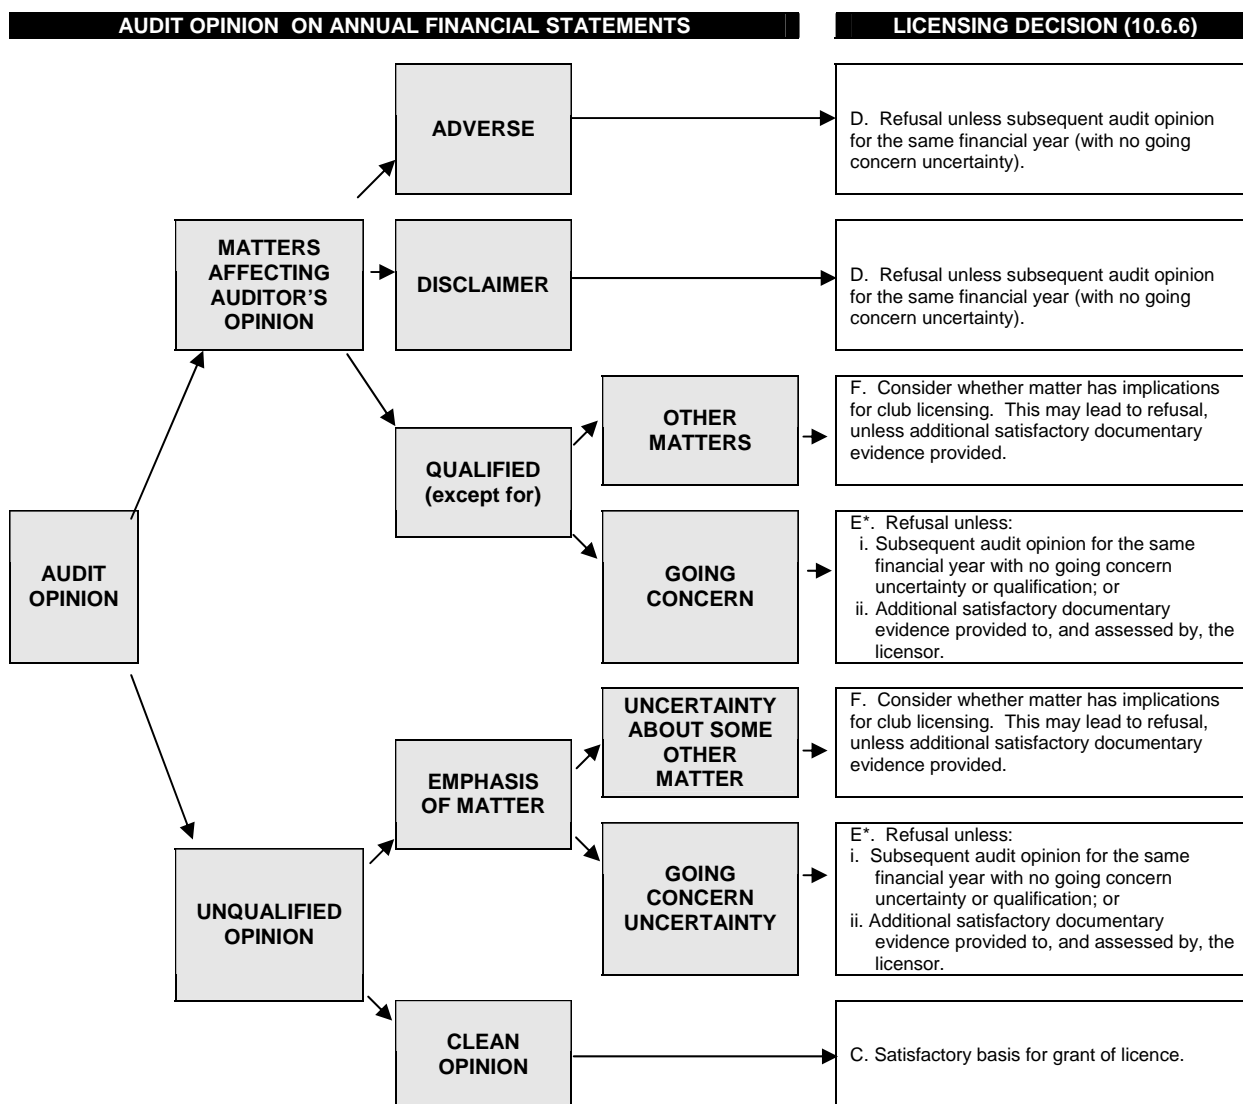 AUDIT OPINION  ON ANNUAL FINANCIAL STATEMENTS
LICENSING DECISION (10.6.6)
ADVERSE
D.  Refusal unless subsequent audit opinion
for the same financial year (with no going
concern uncertainty).
MATTERS
AFFECTING
AUDITOR'S
OPINION
DISCLAIMER
D.  Refusal unless subsequent audit opinion
for the same financial year (with no going
concern uncertainty).
OTHER
MATTERS
F.  Consider whether matter has implications
for club licensing.  This may lead to refusal,
unless additional satisfactory documentary
evidence provided.
QUALIFIED
(except for)
AUDIT
OPINION
GOING
CONCERN
E*.  Refusal unless:
i.  Subsequent audit opinion for the same
financial year with no going concern
uncertainty or qualification; or
ii. Additional satisfactory documentary
evidence provided to, and assessed by, the
licensor.
UNCERTAINTY
ABOUT SOME
OTHER
MATTER
F.  Consider whether matter has implications
for club licensing.  This may lead to refusal,
unless additional satisfactory documentary
evidence provided.
EMPHASIS
OF MATTER
GOING
CONCERN
UNCERTAINTY
E*.  Refusal unless:
i.  Subsequent audit opinion for the same
financial year with no going concern
uncertainty or qualification; or
ii. Additional satisfactory documentary
evidence provided to, and assessed by, the
licensor.
UNQUALIFIED
OPINION
CLEAN
OPINION
C. Satisfactory basis for grant of licence.